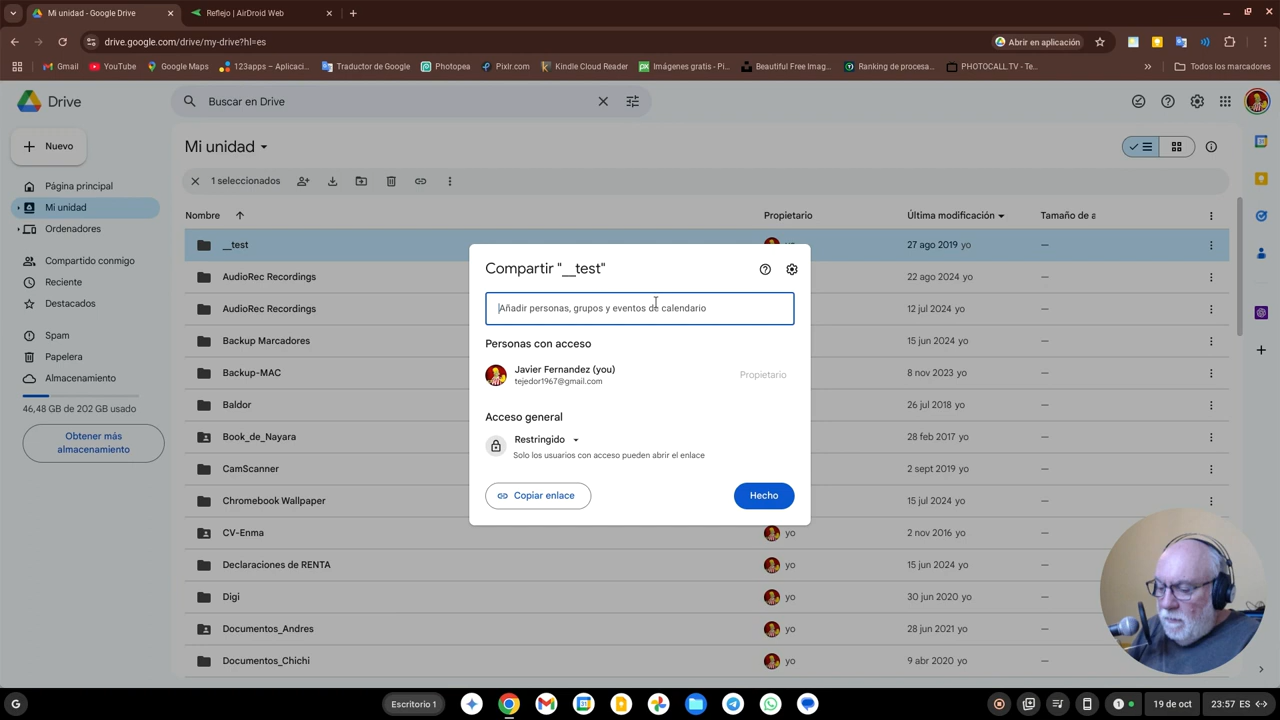 Mi unidad - Google Drive
Reflejo | AirDroid Web
drive.google.com/drive/my-drive?hl=es
Abrir en aplicación
Gmail
YouTube
Google Maps
123apps – Aplicaci...
Traductor de Google
Photopea
Pixlr.com
Kindle Cloud Reader
Imágenes gratis - Pi...
Beautiful Free Imag...
Ranking de procesa...
PHOTOCALL.TV - Te...
Todos los marcadores
Drive
Buscar en Drive
Nuevo
Mi unidad
1 seleccionados
Página principal
Mi unidad
Ordenadores
Compartido conmigo
Reciente
Destacados
Spam
Papelera
Almacenamiento
46,48 GB de 202 GB usado
Obtener más
almacenamiento
Nombre
Propietario
Última modificación
Tamaño de a
__test
yo
27 ago 2019 yo
—
AudioRec Recordings
22 ago 2024 yo
—
AudioRec Recordings
12 jul 2024 yo
—
Backup Marcadores
15 jun 2024 yo
—
Backup-MAC
8 nov 2023 yo
—
Baldor
26 jul 2018 yo
—
Book_de_Nayara
28 feb 2017 yo
—
CamScanner
2 sept 2019 yo
—
Chromebook Wallpaper
15 jul 2024 yo
—
CV-Enma
yo
2 nov 2016 yo
—
Declaraciones de RENTA
yo
15 jun 2024 yo
—
Digi
yo
30 jun 2020 yo
—
Documentos_Andres
yo
28 jun 2021 yo
—
Documentos_Chichi
yo
9 abr 2020 yo
—
Compartir "__test"
Añadir personas, grupos y eventos de calendario
Personas con acceso
Javier Fernandez (you)
tejedor1967@gmail.com
Propietario
Acceso general
Restringido
Solo los usuarios con acceso pueden abrir el enlace
Copiar enlace
Hecho
Escritorio 1
1
19 de oct
23:57 ES